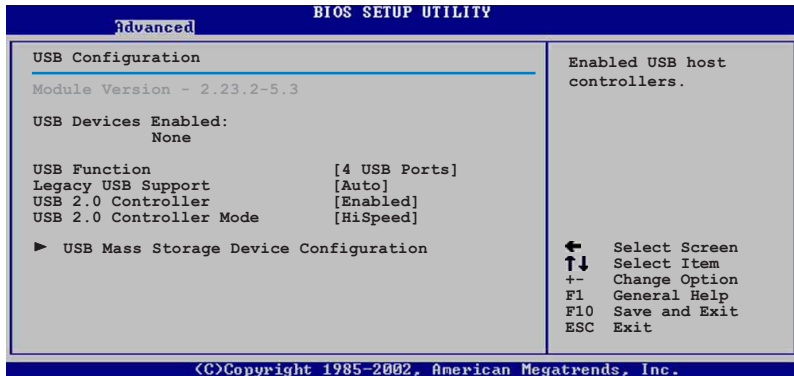 BIOS SETUP UTILITY
Advanced
USB Configuration
Module Version - 2.23.2-5.3
USB Devices Enabled:
None
USB Function [4 USB Ports]
Legacy USB Support [Auto]
USB 2.0 Controller [Enabled]
USB 2.0 Controller Mode [HiSpeed]
► USB Mass Storage Device Configuration
Enabled USB host
controllers.
← Select Screen
↑↓ Select Item
+- Change Option
F1 General Help
F10 Save and Exit
ESC Exit
(C)Copyright 1985-2002, American Megatrends, Inc.